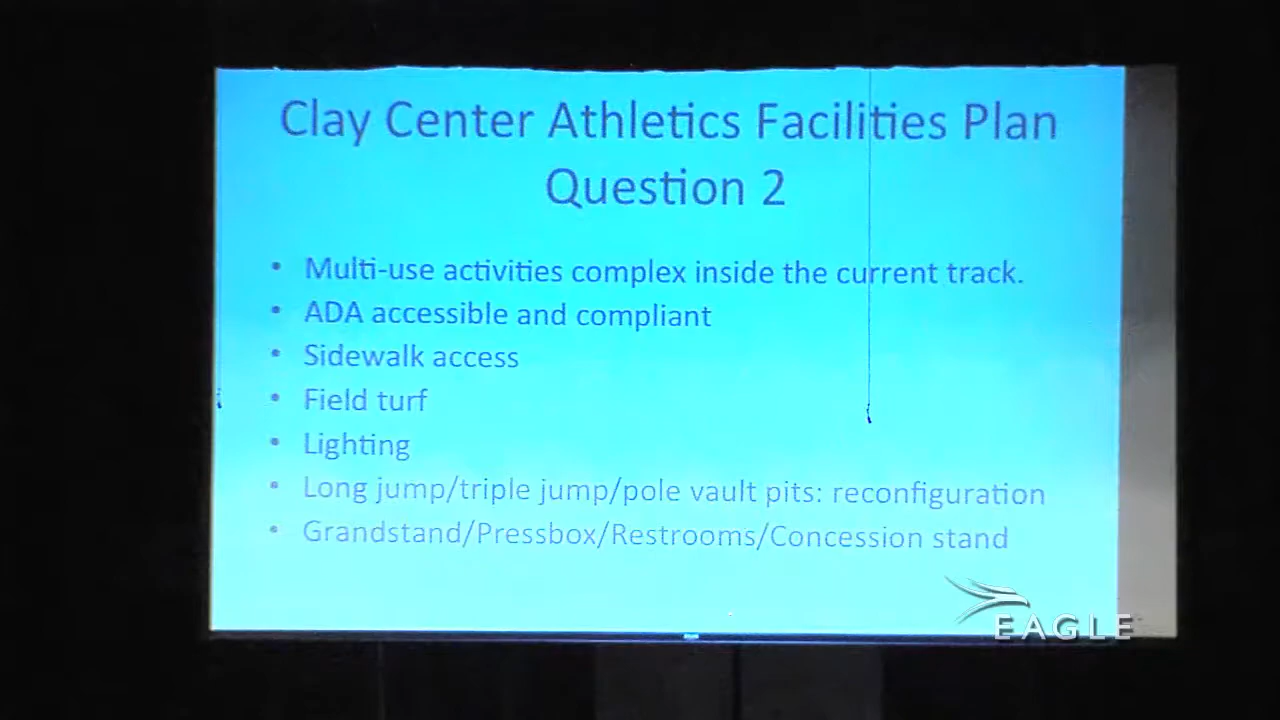 Clay Center Athletics Facilities Plan
Question 2
• Multi-use activities complex inside the current track.
• ADA accessible and compliant
• Sidewalk access
• Field turf
• Lighting
• Long jump/triple jump/pole vault pits: reconfiguration
• Grandstand/Pressbox/Restrooms/Concession stand
EAGLE